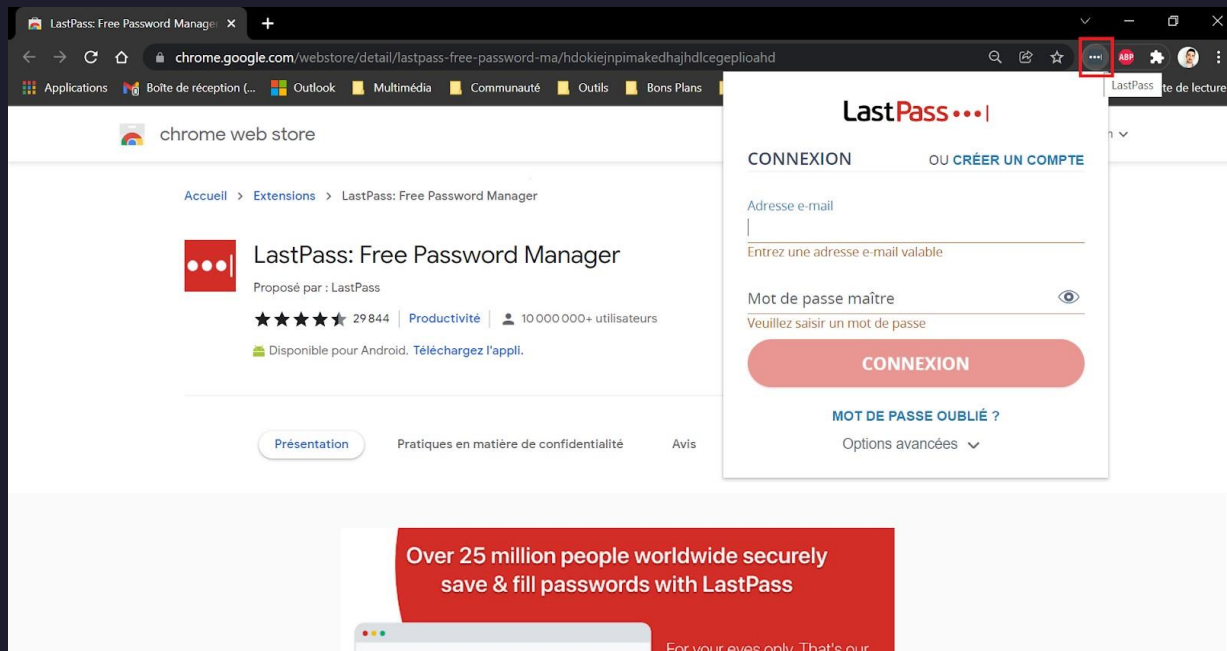 LastPass: Free Password Manager
chrome.google.com/webstore/detail/lastpass-free-password-ma/hdokiejnpimakedhajhdlcegeplioahd
ABP
Applications Boîte de réception (... Outlook Multimédia Communauté Outils Bons Plans te de lecture
LastPass
chrome web store
LastPass
CONNEXION OU CRÉER UN COMPTE
Adresse e-mail
Entrez une adresse e-mail valable
Mot de passe maître
Veuillez saisir un mot de passe
CONNEXION
MOT DE PASSE OUBLIÉ ?
Options avancées
Accueil > Extensions > LastPass: Free Password Manager
LastPass: Free Password Manager
Proposé par : LastPass
29 844 Productivité 10 000 000+ utilisateurs
Disponible pour Android. Téléchargez l'appli.
Présentation Pratiques en matière de confidentialité Avis
Over 25 million people worldwide securely
save & fill passwords with LastPass
For your eyes only. That's our